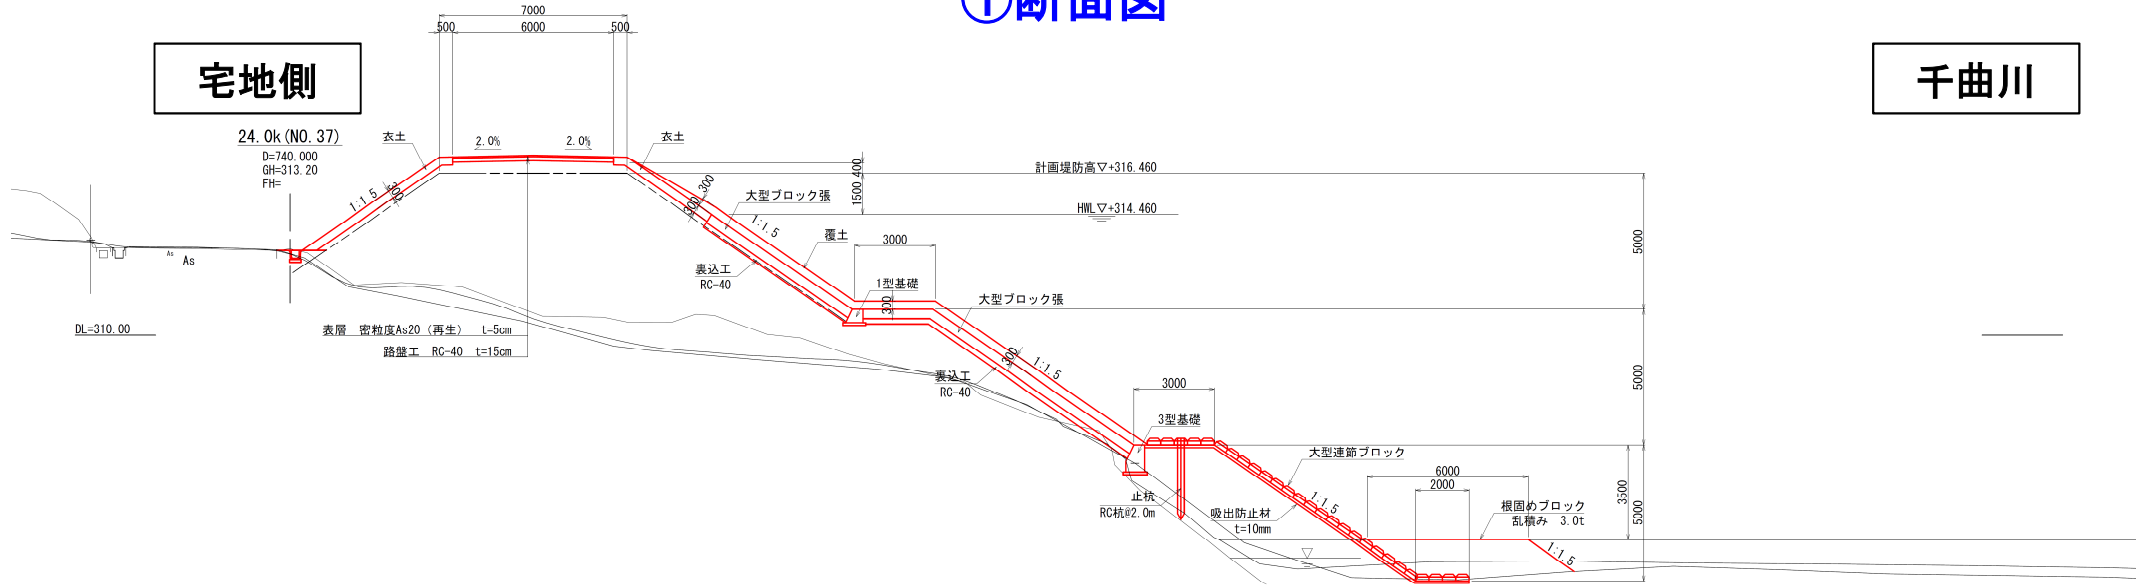 ①断面図
7000
500 6000 500
宅地側
千曲川
24.0k(NO.37)
D=740.000
GH=313.20
FH=
衣土
2.0%
2.0%
衣土
計画堤防高▽+316.460
HWL▽+314.460
400
1500
1:1.5
300
300
300
大型ブロック張
1:1.5
覆土
3000
5000
As
As
裏込工
RC-40
1型基礎
300
大型ブロック張
DL=310.00
表層 密粒度As20（再生） t=5cm
路盤工 RC-40 t=15cm
300
1:1.5
裏込工
RC-40
3000
5000
3型基礎
大型連節ブロック
6000
2000
止杭
RC杭@2.0m
吸出防止材
t=10mm
1:1.5
根固めブロック
乱積み 3.0t
3500
5000
1:1.5